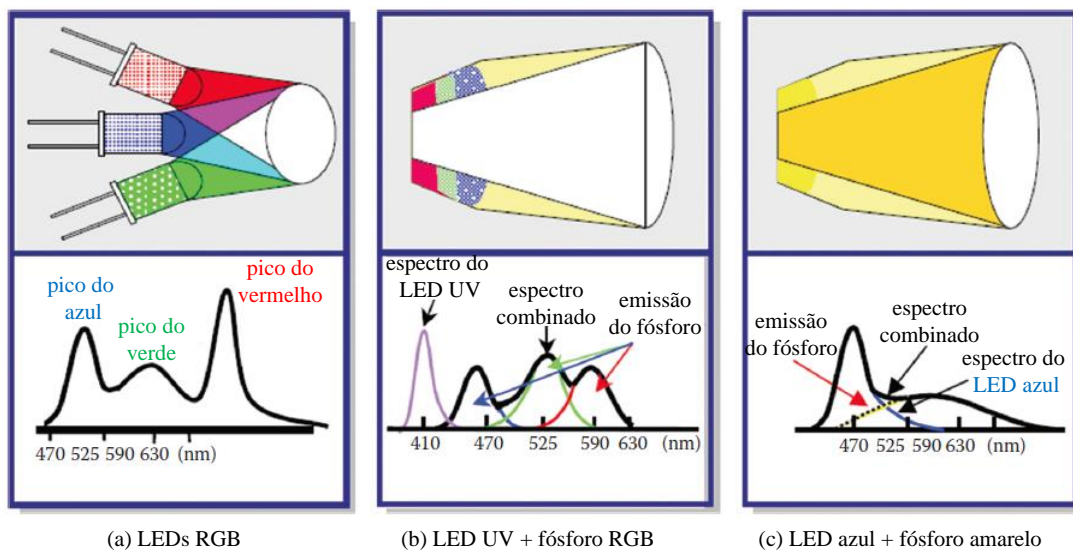 pico do
azul
pico do
verde
pico do
vermelho
470 525 590 630 (nm)
(a) LEDs RGB
espectro do
LED UV
espectro
combinado
emissão
do fósforo
410 470 525 590 630
(b) LED UV + fósforo RGB
emissão
do fósforo
espectro
combinado
espectro do
LED azul
470 525 590 630 (nm)
(c) LED azul + fósforo amarelo